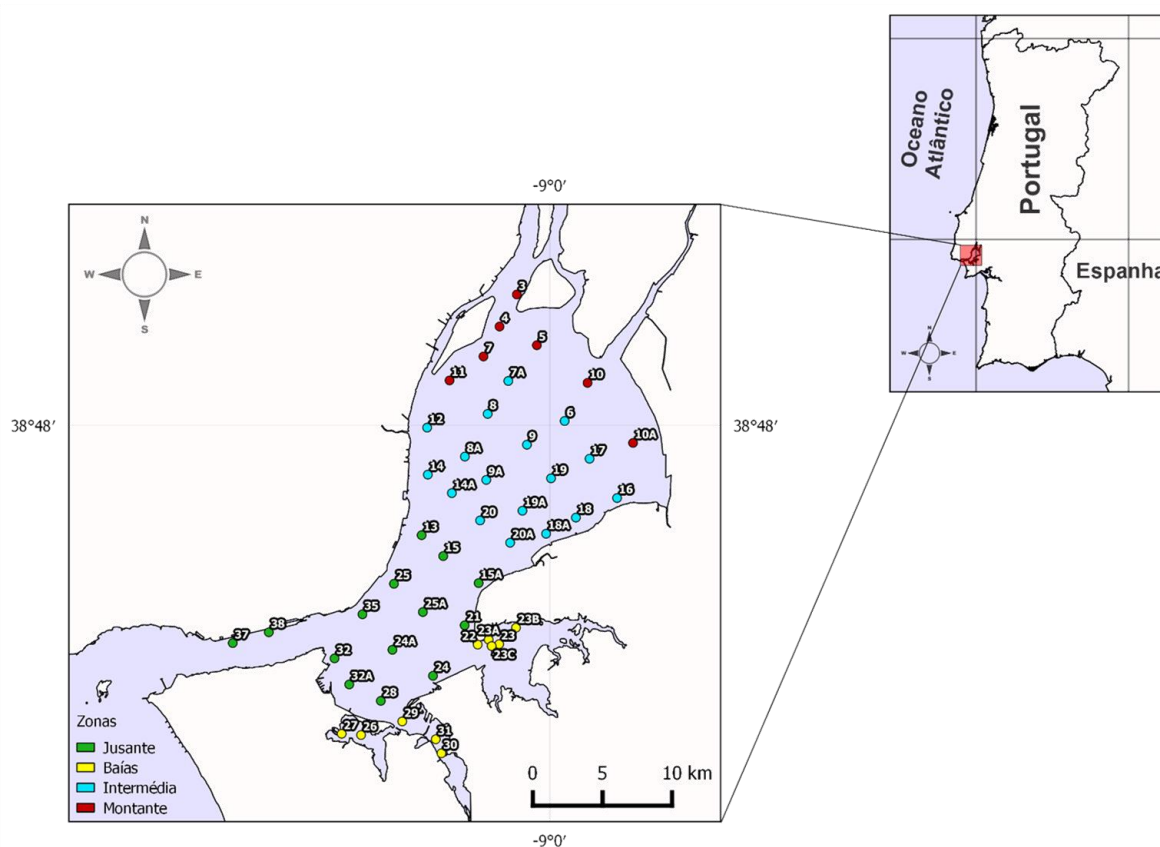 Oceano
Atlântico
Portugal
Espanha
N
W E
S
-9°0′
N
W E
S
3
4
5
7
7A
11
10
8
6
12
9
10A
8A
17
14
9A
19
14A
16
19A
18
20
18A
13
20A
15
25
15A
25A
35
21
23B
38
22
23A
23
37
24A
23C
32
24
32A
28
29
27
26
31
30
38°48′
38°48′
Zonas
Jusante
Baías
Intermédia
Montante
0 5 10 km
-9°0′